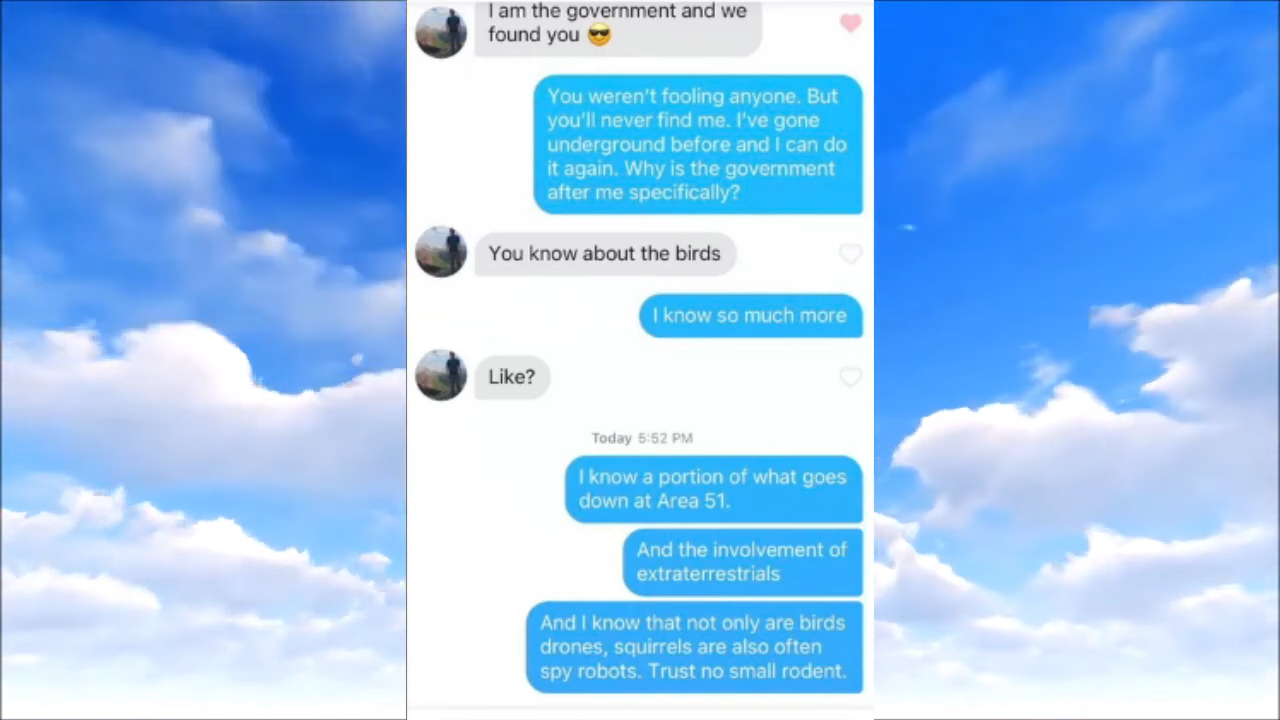 I am the government and we
found you 😎
You weren't fooling anyone. But
you'll never find me. I've gone
underground before and I can do
it again. Why is the government
after me specifically?
You know about the birds
I know so much more
Like?
Today 5:52 PM
I know a portion of what goes
down at Area 51.
And the involvement of
extraterrestrials
And I know that not only are birds
drones, squirrels are also often
spy robots. Trust no small rodent.